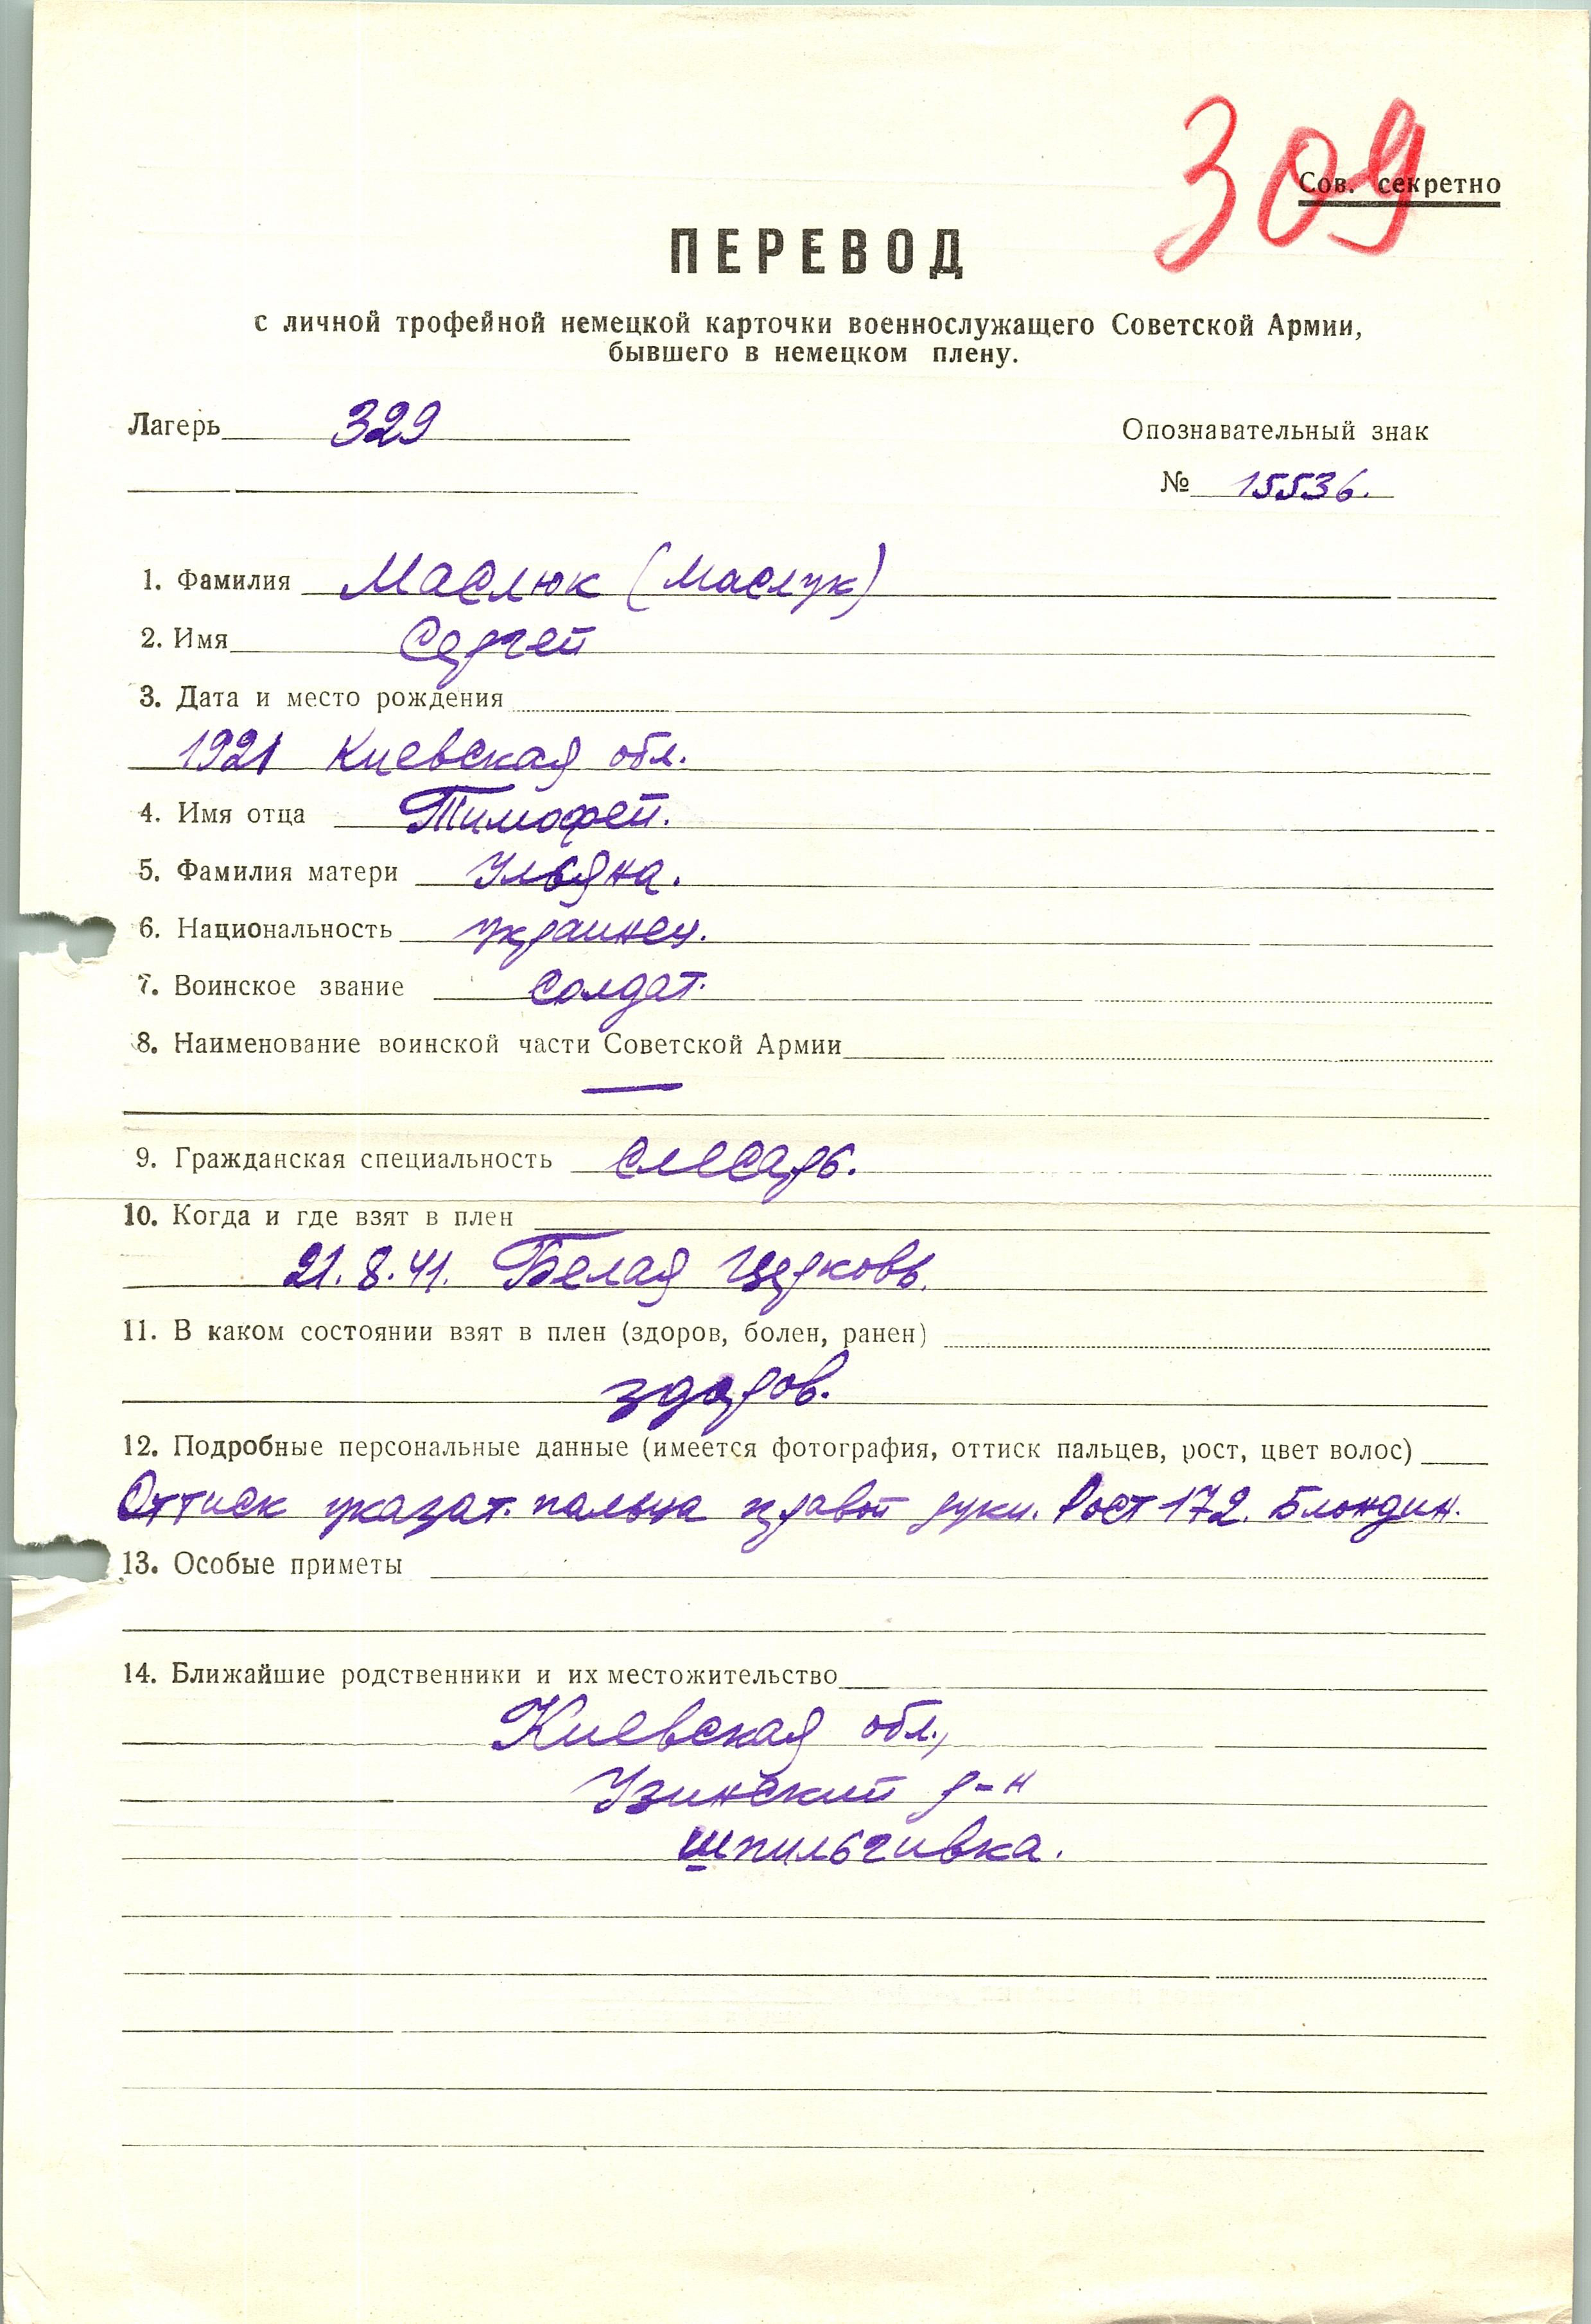 309
Сов. секретно
ПЕРЕВОД
с личной трофейной немецкой карточки военнослужащего Советской Армии,
бывшего в немецком плену.
Лагерь 329
Опознавательный знак
№ 15536.
1. Фамилия Маслюк (Маслук)
2. Имя Сергей
3. Дата и место рождения
1921 Киевская обл.
4. Имя отца Тимофей.
5. Фамилия матери Ульяна.
6. Национальность украинец.
7. Воинское звание солдат.
8. Наименование воинской части Советской Армии
—
9. Гражданская специальность слесарь.
10. Когда и где взят в плен
21.8.41. Белая Церковь.
11. В каком состоянии взят в плен (здоров, болен, ранен)
здоров.
12. Подробные персональные данные (имеется фотография, оттиск пальцев, рост, цвет волос)
Оттиск указат. пальца правой руки. Рост 172. Блондин.
13. Особые приметы
14. Ближайшие родственники и их местожительство
Киевская обл.,
Узинский р-н
Шпильгивка.